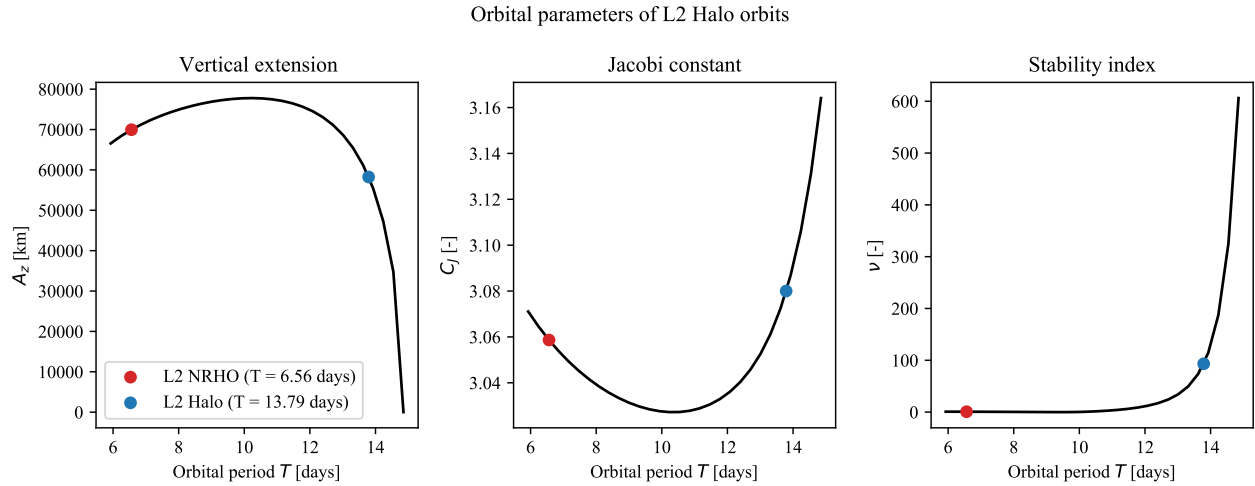 Orbital parameters of L2 Halo orbits
Vertical extension
80000
70000
60000
50000
40000
30000
20000
10000
0
A_z [km]
L2 NRHO (T = 6.56 days)
L2 Halo (T = 13.79 days)
6 8 10 12 14
Orbital period T [days]
Jacobi constant
3.16
3.14
3.12
3.10
3.08
3.06
3.04
C_J [-]
6 8 10 12 14
Orbital period T [days]
Stability index
600
500
400
300
200
100
0
ν [-]
6 8 10 12 14
Orbital period T [days]